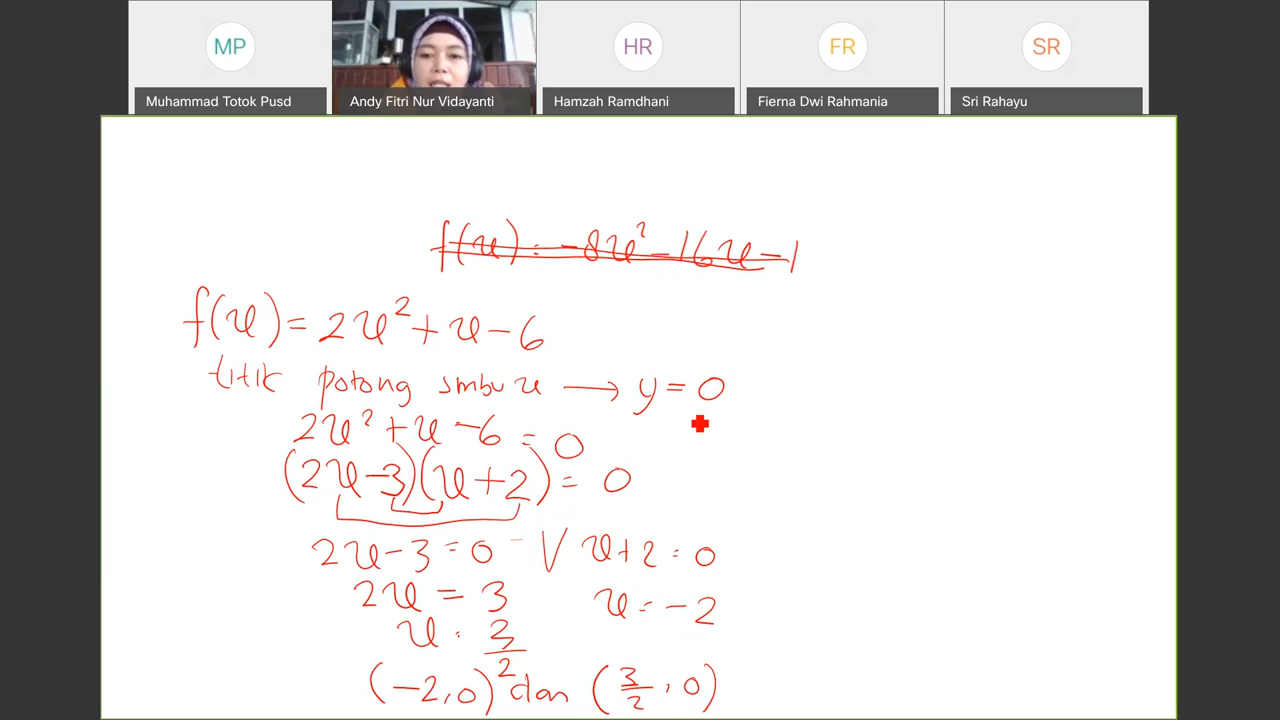 MP HR FR SR
Muhammad Totok Pusd Andy Fitri Nur Vidayanti Hamzah Ramdhani Fierna Dwi Rahmania Sri Rahayu
f(x) = -8x² - 16x - 1
f(x) = 2x² + x - 6
titik potong smbu x → y = 0
2x² + x - 6 = 0
(2x - 3)(x + 2) = 0
2x - 3 = 0 V x + 2 = 0
2x = 3 x = -2
x = 3/2
(-2, 0) dan (3/2, 0)